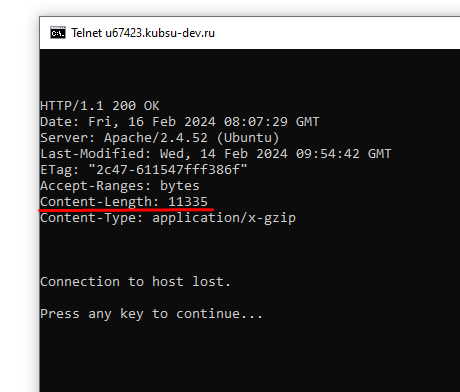 Telnet u67423.kubsu-dev.ru
HTTP/1.1 200 OK
Date: Fri, 16 Feb 2024 08:07:29 GMT
Server: Apache/2.4.52 (Ubuntu)
Last-Modified: Wed, 14 Feb 2024 09:54:42 GMT
ETag: "2c47-611547fff386f"
Accept-Ranges: bytes
Content-Length: 11335
Content-Type: application/x-gzip
Connection to host lost.
Press any key to continue...